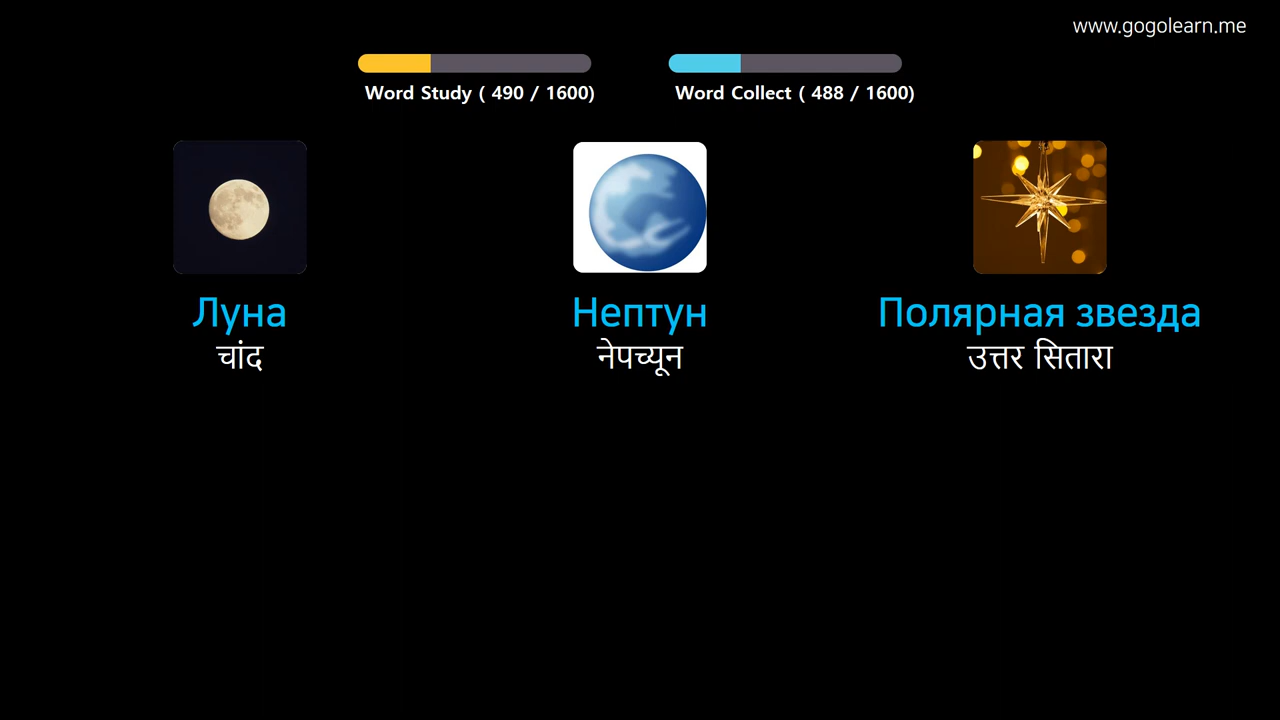 www.gogolearn.me
Word Study ( 490 / 1600)
Word Collect ( 488 / 1600)
Луна
चांद
Нептун
नेपच्यून
Полярная звезда
उत्तर सितारा